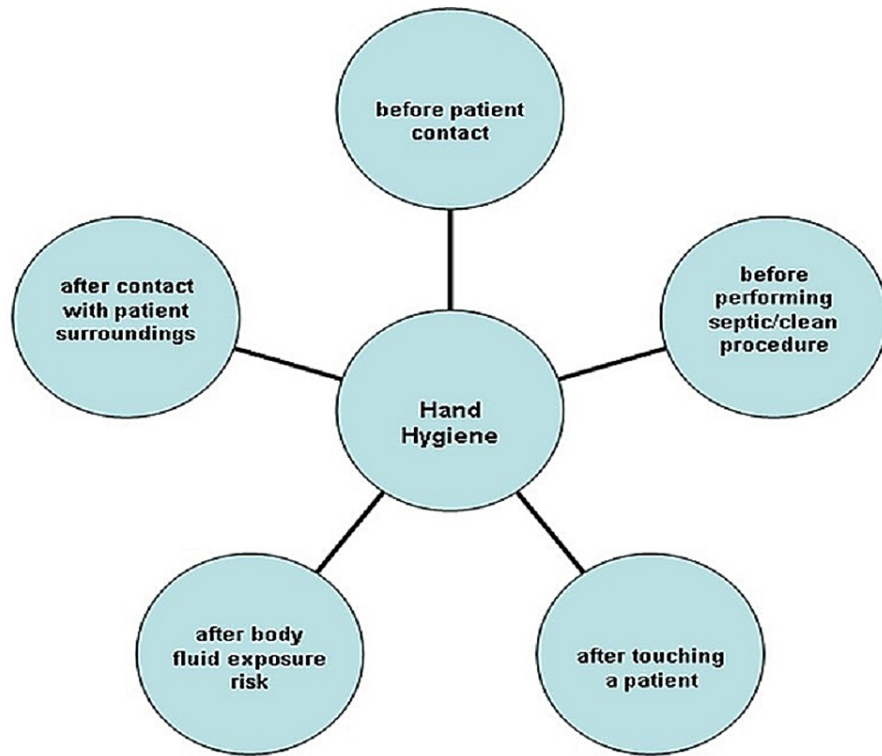 before patient
contact
before
performing
septic/clean
procedure
after touching
a patient
after body
fluid exposure
risk
after contact
with patient
surroundings
Hand
Hygiene